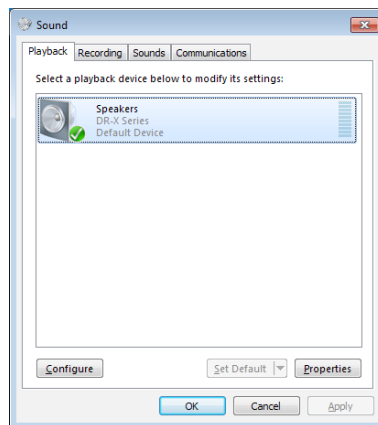 Sound
Playback Recording Sounds Communications
Select a playback device below to modify its settings:
Speakers
DR-X Series
Default Device
Configure Set Default Properties
OK Cancel Apply